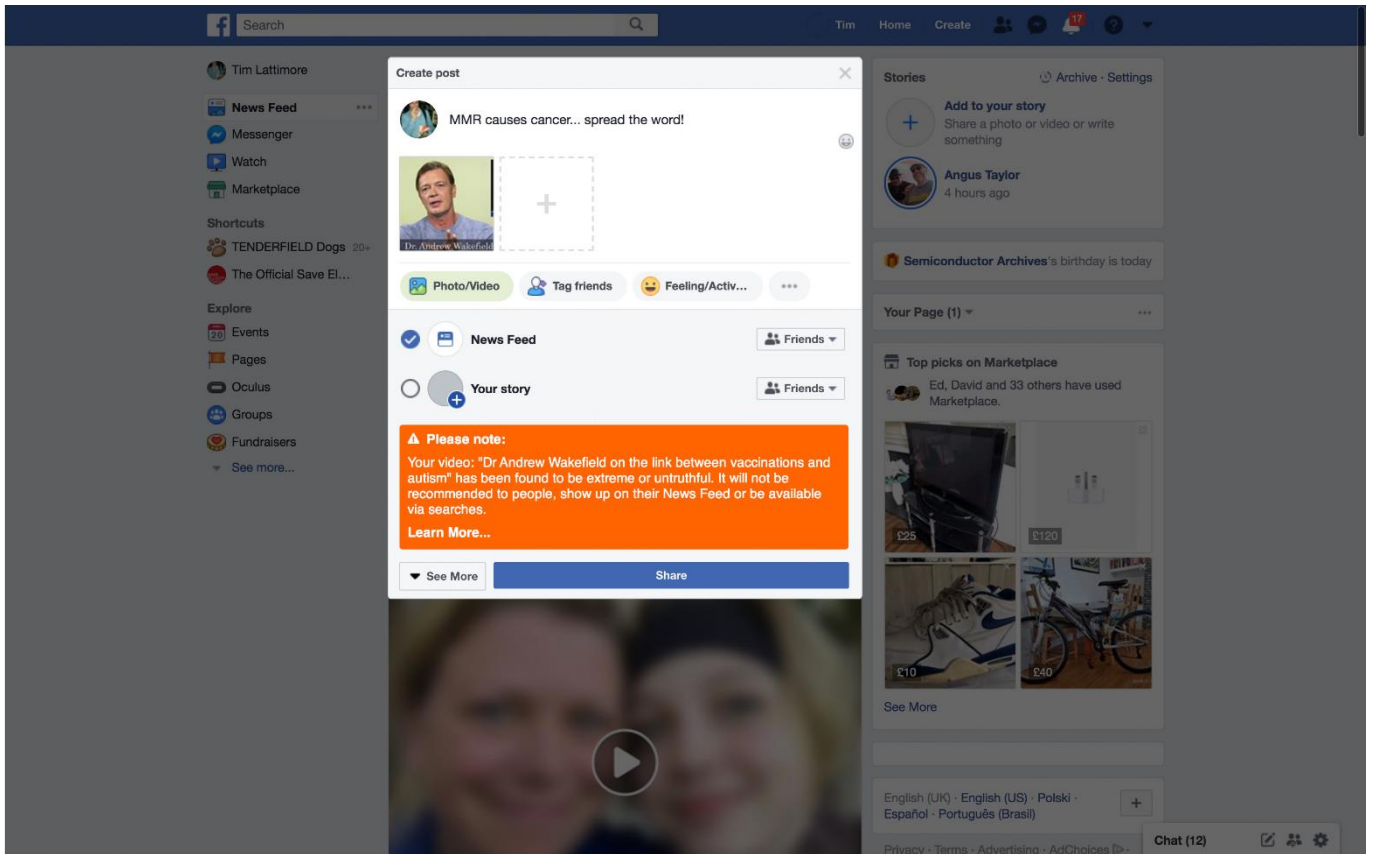 Search
Tim
Home
Create
17
Tim Lattimore
News Feed
Messenger
Watch
Marketplace
Shortcuts
TENDERFIELD Dogs 20+
The Official Save El...
Explore
20 Events
Pages
Oculus
Groups
Fundraisers
See more...
Create post
MMR causes cancer... spread the word!
Dr. Andrew Wakefield
Photo/Video
Tag friends
Feeling/Activ...
News Feed
Friends
Your story
Friends
Please note:
Your video: "Dr Andrew Wakefield on the link between vaccinations and
autism" has been found to be extreme or untruthful. It will not be
recommended to people, show up on their News Feed or be available
via searches.
Learn More...
See More
Share
Stories
Archive · Settings
Add to your story
Share a photo or video or write
something
Angus Taylor
4 hours ago
Semiconductor Archives's birthday is today
Your Page (1)
Top picks on Marketplace
Ed, David and 33 others have used
Marketplace.
£25
£120
£10
£40
See More
English (UK) · English (US) · Polski ·
Español · Português (Brasil)
Privacy · Terms · Advertising · AdChoices ·
Chat (12)